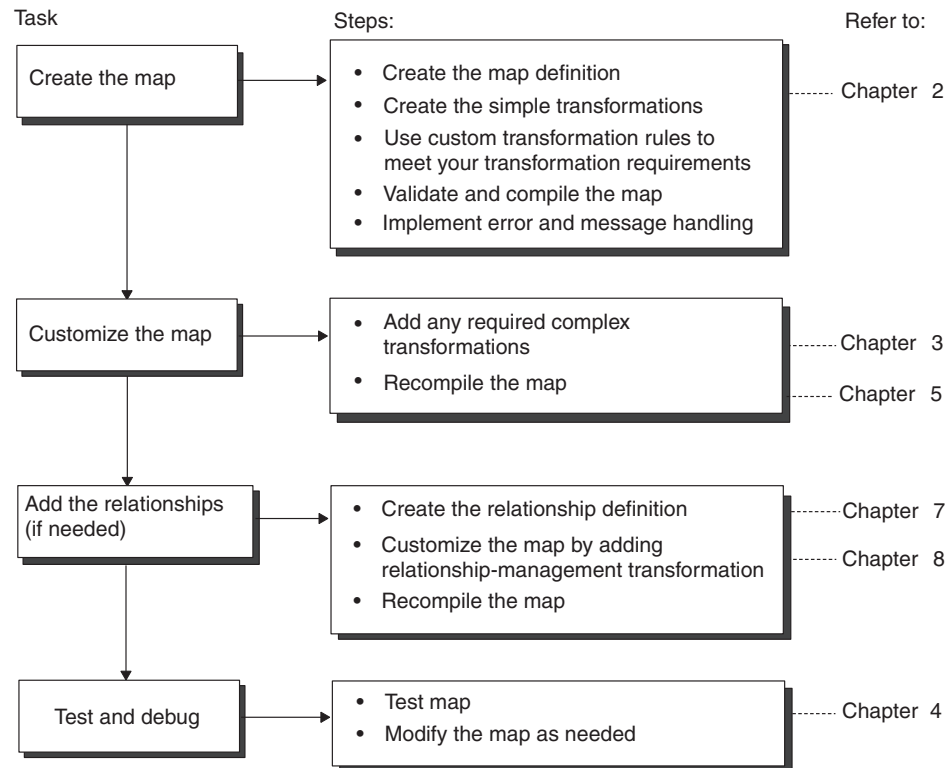 Task
Steps:
Refer to:
Create the map
• Create the map definition
• Create the simple transformations
• Use custom transformation rules to
meet your transformation requirements
• Validate and compile the map
• Implement error and message handling
Chapter 2
Customize the map
• Add any required complex
transformations
• Recompile the map
Chapter 3
Chapter 5
Add the relationships
(if needed)
• Create the relationship definition
• Customize the map by adding
relationship-management transformation
• Recompile the map
Chapter 7
Chapter 8
Test and debug
• Test map
• Modify the map as needed
Chapter 4